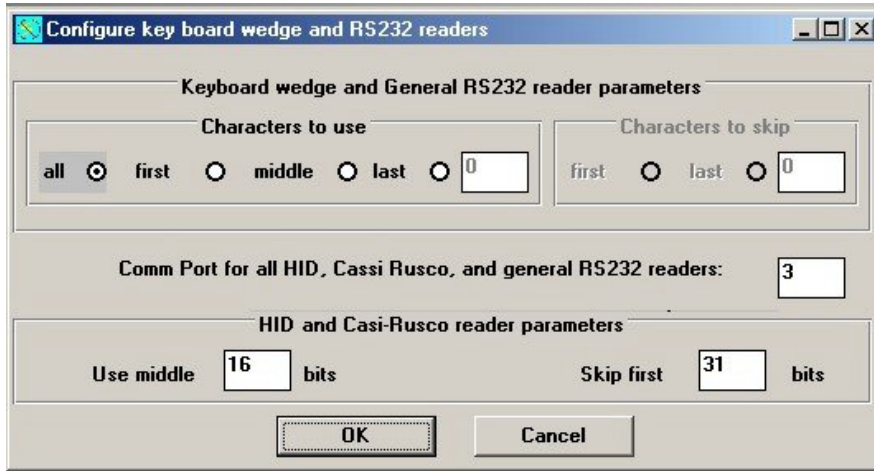 Configure key board wedge and RS232 readers
Keyboard wedge and General RS232 reader parameters
Characters to use
Characters to skip
all first middle last 0 first last 0
Comm Port for all HID, Cassi Rusco, and general RS232 readers: 3
HID and Casi-Rusco reader parameters
Use middle 16 bits Skip first 31 bits
OK Cancel